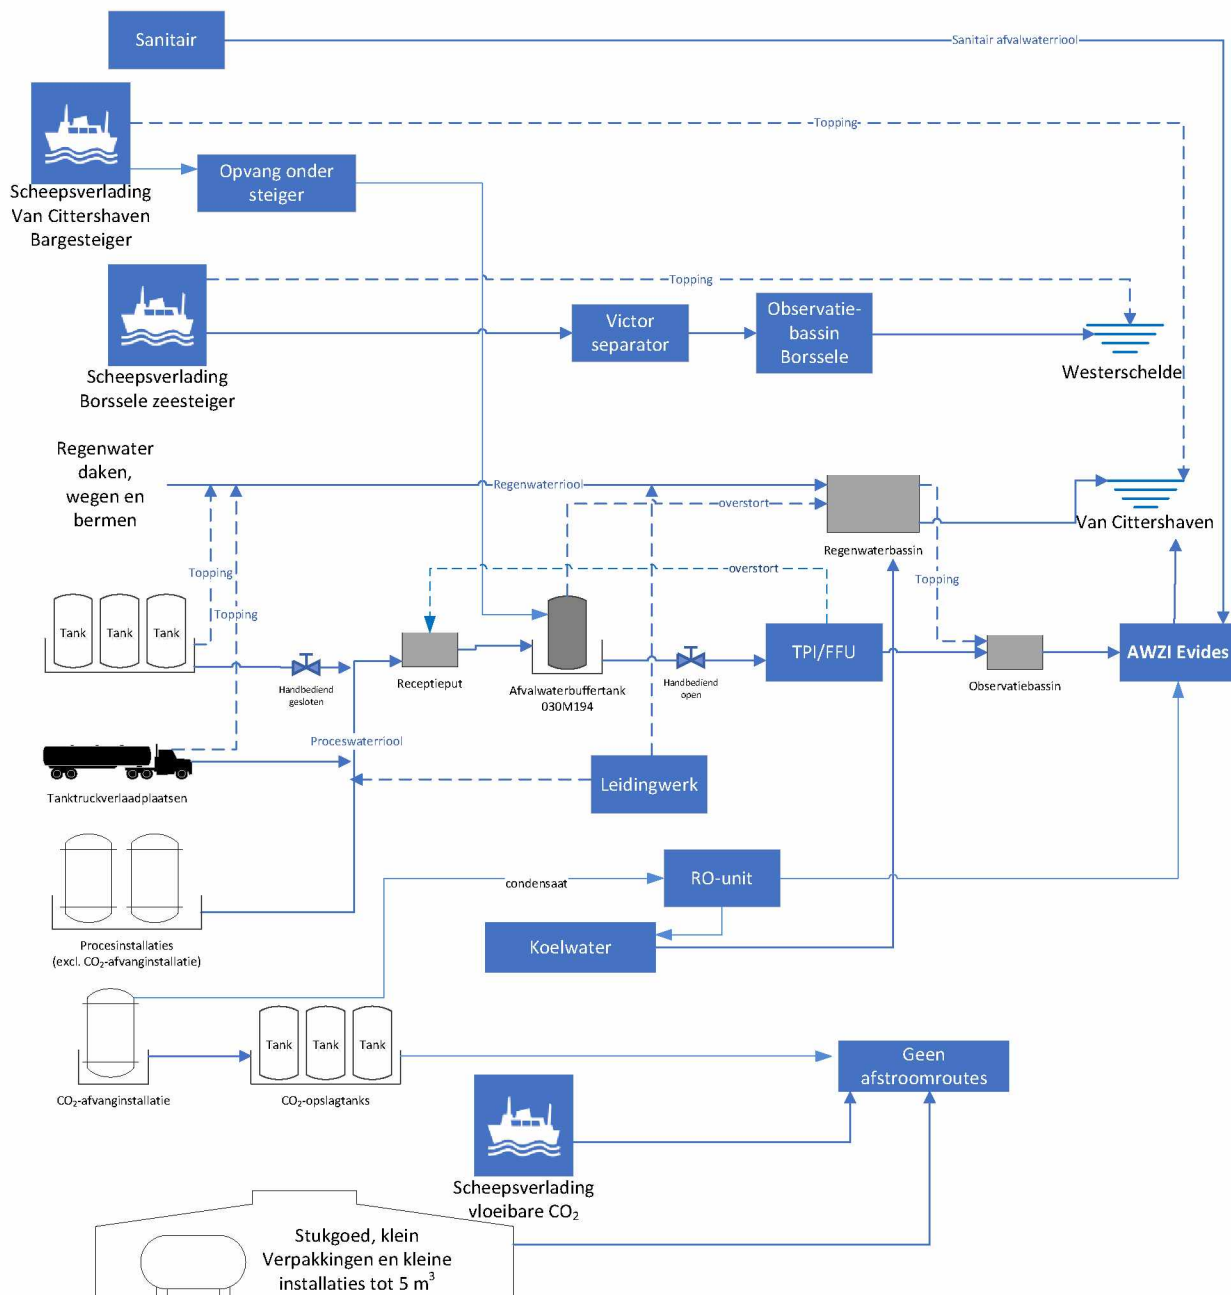 Sanitair
Sanitair afvalwaterriool
Topping
Scheepsverlading
Van Cittershaven
Bargesteiger
Opvang onder
steiger
Topping
Scheepsverlading
Borssele zeesteiger
Victor
separator
Observatie-
bassin
Borssele
Westerschelde
Regenwater
daken,
wegen en
bermen
Regenwaterriool
overstort
Regenwaterbassin
Van Cittershaven
Topping
Topping
overstort
Topping
Tank
Tank
Tank
Handbediend
gesloten
Receptieput
Afvalwaterbuffertank
030M194
Handbediend
open
TPI/FFU
Observatiebassin
AWZI Evides
Proceswaterriool
Tanktruckverlaadplaatsen
Leidingwerk
condensaat
RO-unit
Koelwater
Procesinstallaties
(excl. CO₂-afvanginstallatie)
Tank
Tank
Tank
CO₂-afvanginstallatie
CO₂-opslagtanks
Geen
afstroomroutes
Scheepsverlading
vloeibare CO₂
Stukgoed, klein
Verpakkingen en kleine
installaties tot 5 m³